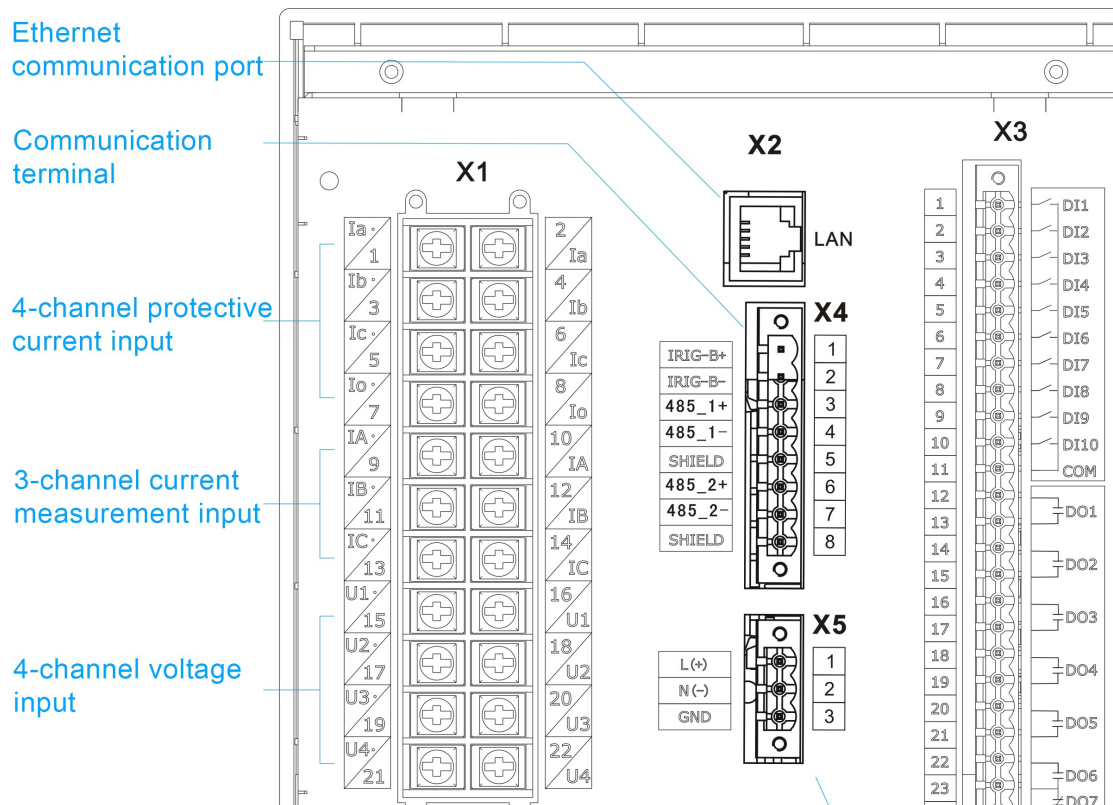 Ethernet
communication port
Communication
terminal
4-channel protective
current input
3-channel current
measurement input
4-channel voltage
input
X1
Ia· 1
2 Ia
Ib· 3
4 Ib
Ic· 5
6 Ic
Io· 7
8 Io
IA· 9
10 IA
IB· 11
12 IB
IC· 13
14 IC
U1· 15
16 U1
U2· 17
18 U2
U3· 19
20 U3
U4· 21
22 U4
X2
LAN
X4
IRIG-B+ 1
IRIG-B- 2
485_1+ 3
485_1- 4
SHIELD 5
485_2+ 6
485_2- 7
SHIELD 8
X5
L(+) 1
N(-) 2
GND 3
X3
1 DI1
2 DI2
3 DI3
4 DI4
5 DI5
6 DI6
7 DI7
8 DI8
9 DI9
10 DI10
11 COM
12
DO1
13
14
DO2
15
16
DO3
17
18
DO4
19
20
DO5
21
22
DO6
23
DO7